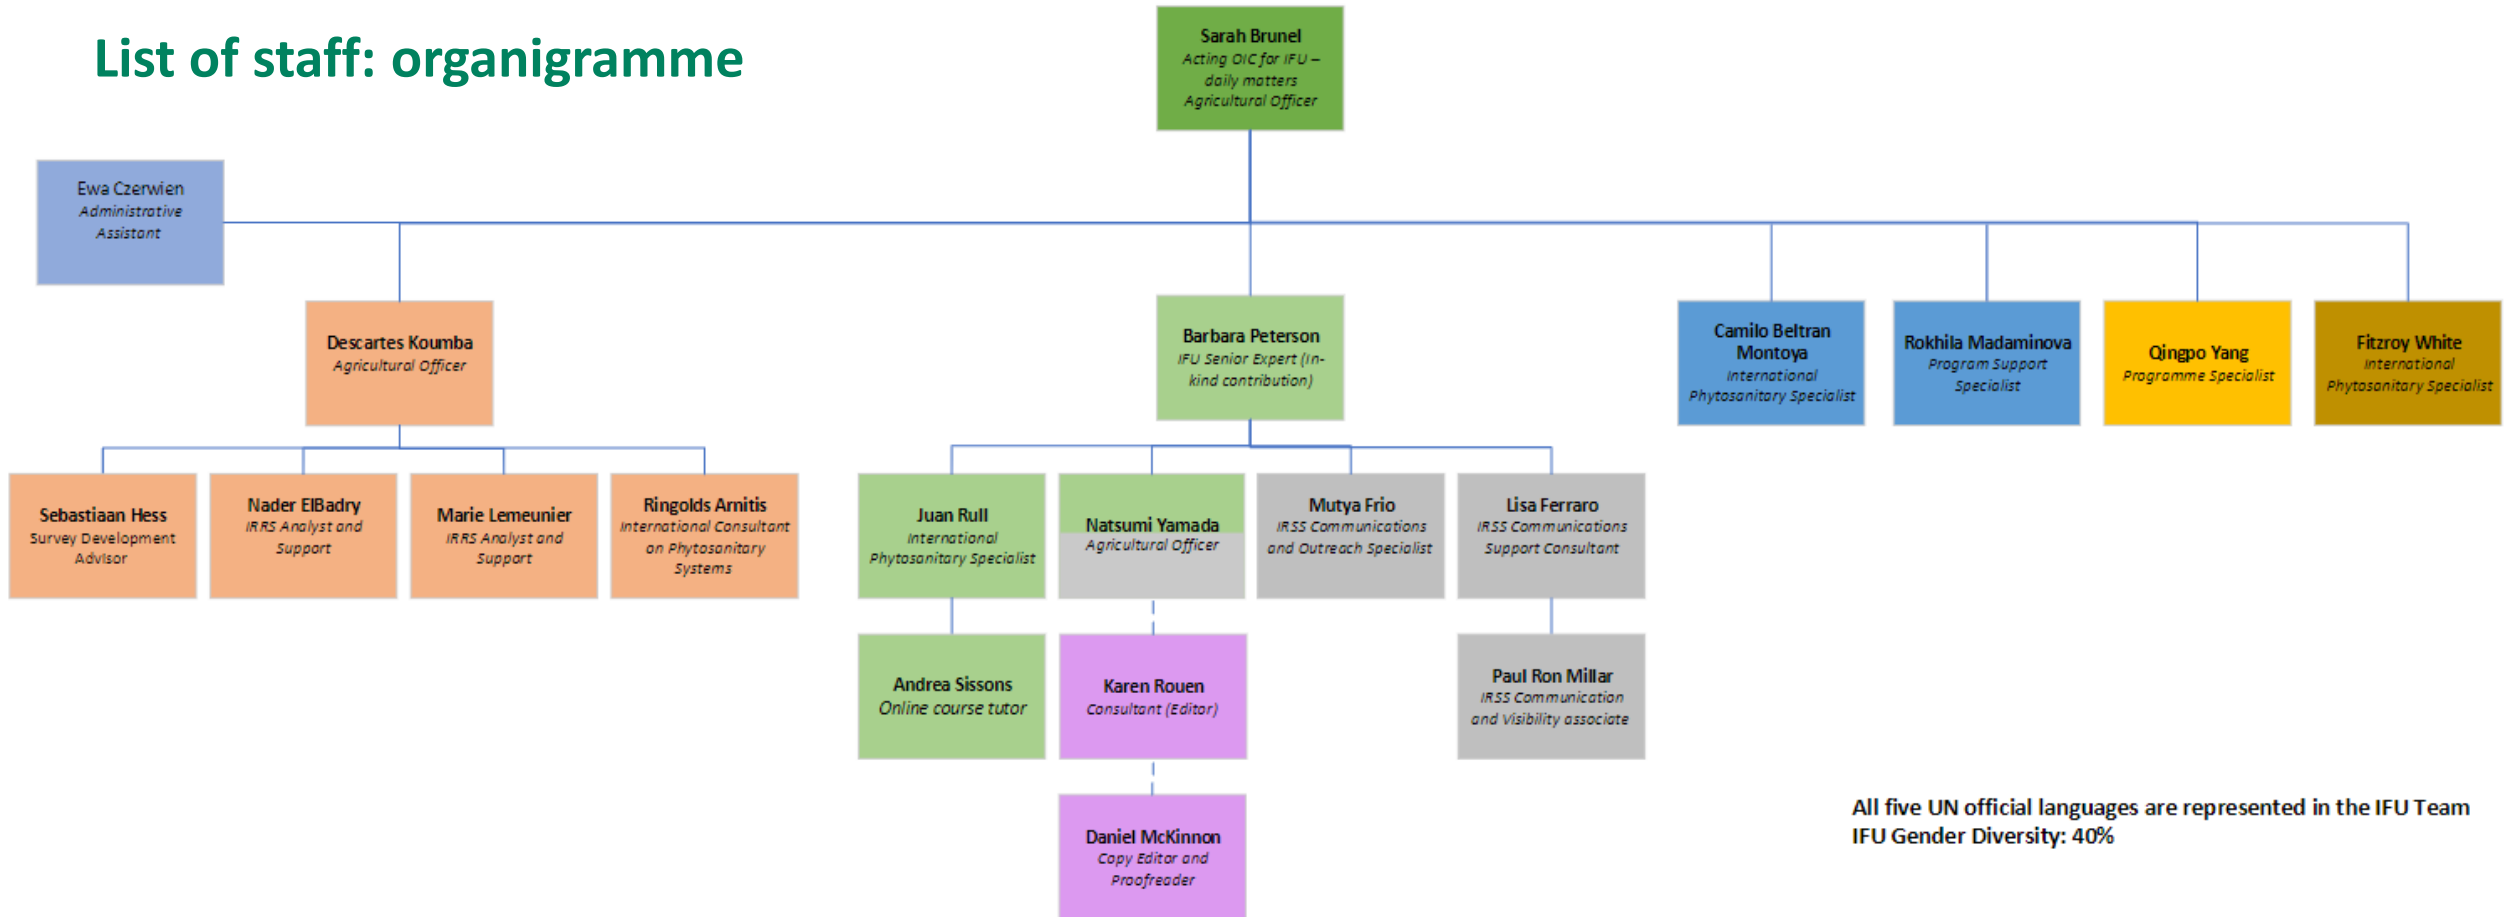 List of staff: organigramme
Sarah Brunel
Acting OIC for IFU –
daily matters
Agricultural Officer
Ewa Czerwien
Administrative
Assistant
Descartes Koumba
Agricultural Officer
Barbara Peterson
IFU Senior Expert (In-
kind contribution)
Camilo Beltran
Montoya
International
Phytosanitary Specialist
Rokhila Madaminova
Program Support
Specialist
Qingpo Yang
Programme Specialist
Fitzroy White
International
Phytosanitary Specialist
Sebastiaan Hess
Survey Development
Advisor
Nader ElBadry
IRRS Analyst and
Support
Marie Lemeunier
IRRS Analyst and
Support
Ringolds Arnitis
International Consultant
on Phytosanitary
Systems
Juan Rull
International
Phytosanitary Specialist
Natsumi Yamada
Agricultural Officer
Mutya Frio
IRSS Communications
and Outreach Specialist
Lisa Ferraro
IRSS Communications
Support Consultant
Andrea Sissons
Online course tutor
Karen Rouen
Consultant (Editor)
Paul Ron Millar
IRSS Communication
and Visibility associate
Daniel McKinnon
Copy Editor and
Proofreader
All five UN official languages are represented in the IFU Team
IFU Gender Diversity: 40%